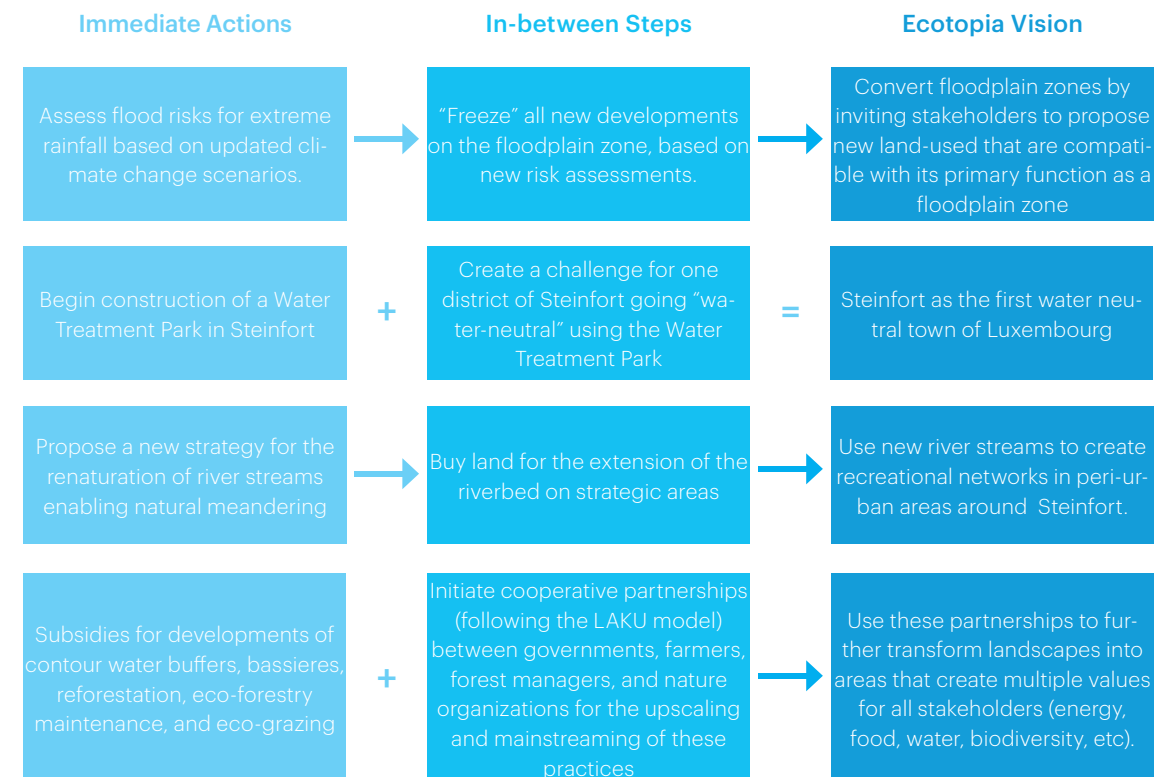 Immediate Actions
In-between Steps
Ecotopia Vision
Assess flood risks for extreme
rainfall based on updated cli-
mate change scenarios.
“Freeze” all new developments
on the floodplain zone, based on
new risk assessments.
Convert floodplain zones by
inviting stakeholders to propose
new land-used that are compati-
ble with its primary function as a
floodplain zone
Begin construction of a Water
Treatment Park in Steinfort
+
Create a challenge for one
district of Steinfort going “wa-
ter-neutral” using the Water
Treatment Park
=
Steinfort as the first water neu-
tral town of Luxembourg
Propose a new strategy for the
renaturation of river streams
enabling natural meandering
Buy land for the extension of the
riverbed on strategic areas
Use new river streams to create
recreational networks in peri-ur-
ban areas around  Steinfort.
Subsidies for developments of
contour water buffers, bassieres,
reforestation, eco-forestry
maintenance, and eco-grazing
+
Initiate cooperative partnerships
(following the LAKU model)
between governments, farmers,
forest managers, and nature
organizations for the upscaling
and mainstreaming of these
practices
Use these partnerships to fur-
ther transform landscapes into
areas that create multiple values
for all stakeholders (energy,
food, water, biodiversity, etc).